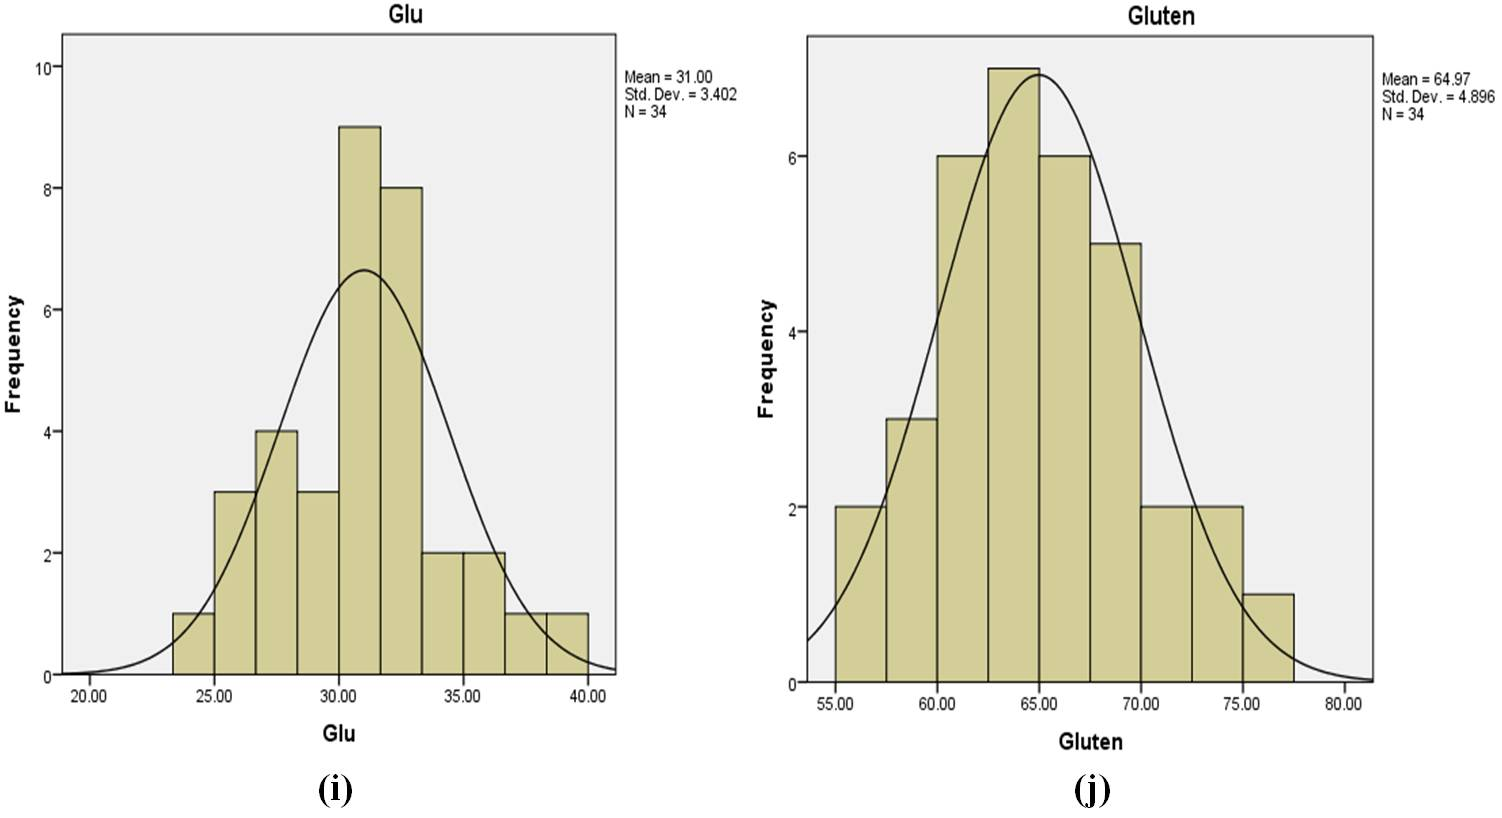 Glu
Frequency
10
8
6
4
2
0
20.00 25.00 30.00 35.00 40.00
Glu
Mean = 31.00
Std. Dev. = 3.402
N = 34
(i)
Gluten
Frequency
6
4
2
0
55.00 60.00 65.00 70.00 75.00 80.00
Gluten
Mean = 64.97
Std. Dev. = 4.896
N = 34
(j)